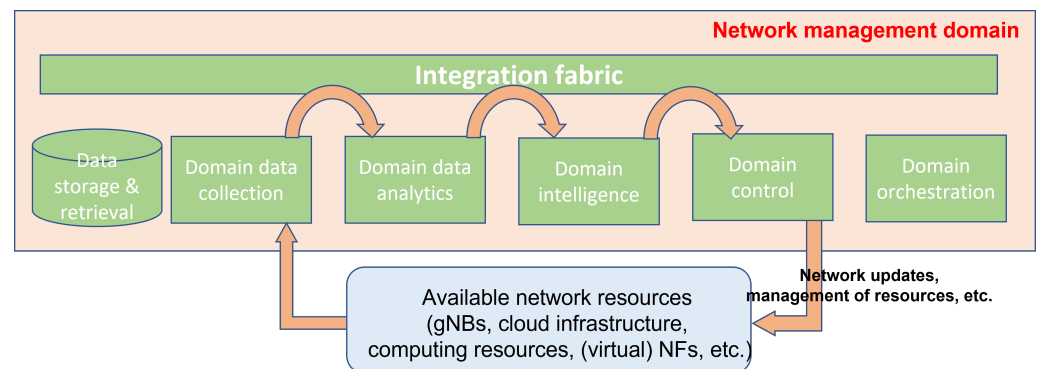 Network management domain
Integration fabric
Data
storage &
retrieval
Domain data
collection
Domain data
analytics
Domain
intelligence
Domain
control
Domain
orchestration
Network updates,
management of resources, etc.
Available network resources
(gNBs, cloud infrastructure,
computing resources, (virtual) NFs, etc.)